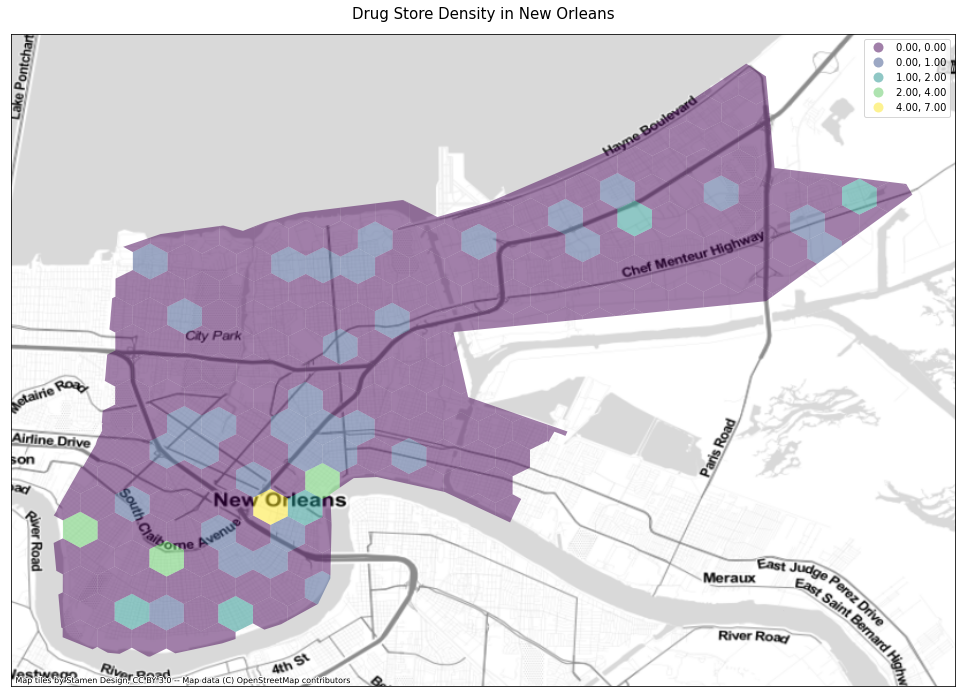 Drug Store Density in New Orleans
Lake Pontchart
0.00, 0.00
0.00, 1.00
1.00, 2.00
2.00, 4.00
4.00, 7.00
Hayne Boulevard
Chef Menteur Highway
City Park
Metairie Road
Airline Drive
son
oad
New Orleans
South Claiborne Avenue
River Road
Paris Road
Meraux
East Judge Perez Drive
East Saint Bernard Highw
River Road
4th St
River Road
Westwego
Map tiles by Stamen Design, CC BY 3.0 -- Map data (C) OpenStreetMap contributors